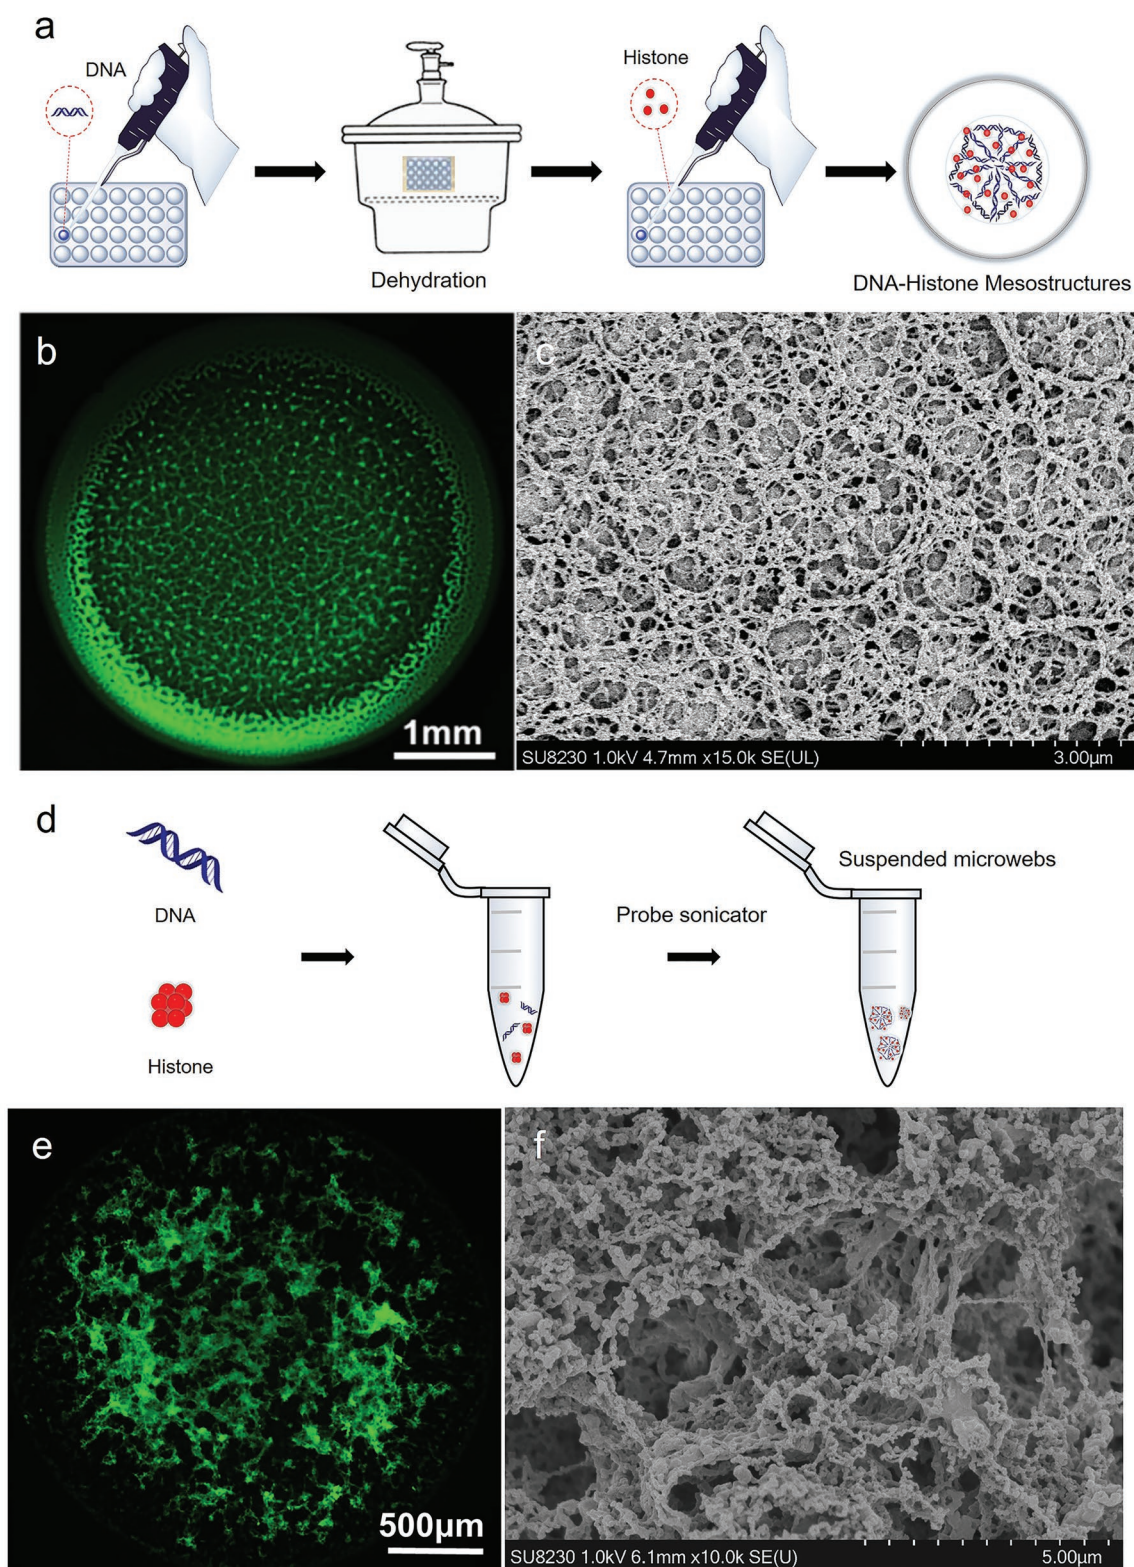 a
DNA
Histone
Dehydration
DNA-Histone Mesostructures
b
1mm
c
SU8230 1.0kV 4.7mm x15.0k SE(UL)
3.00µm
d
DNA
Histone
Probe sonicator
Suspended microwebs
e
500µm
f
SU8230 1.0kV 6.1mm x10.0k SE(U)
5.00µm